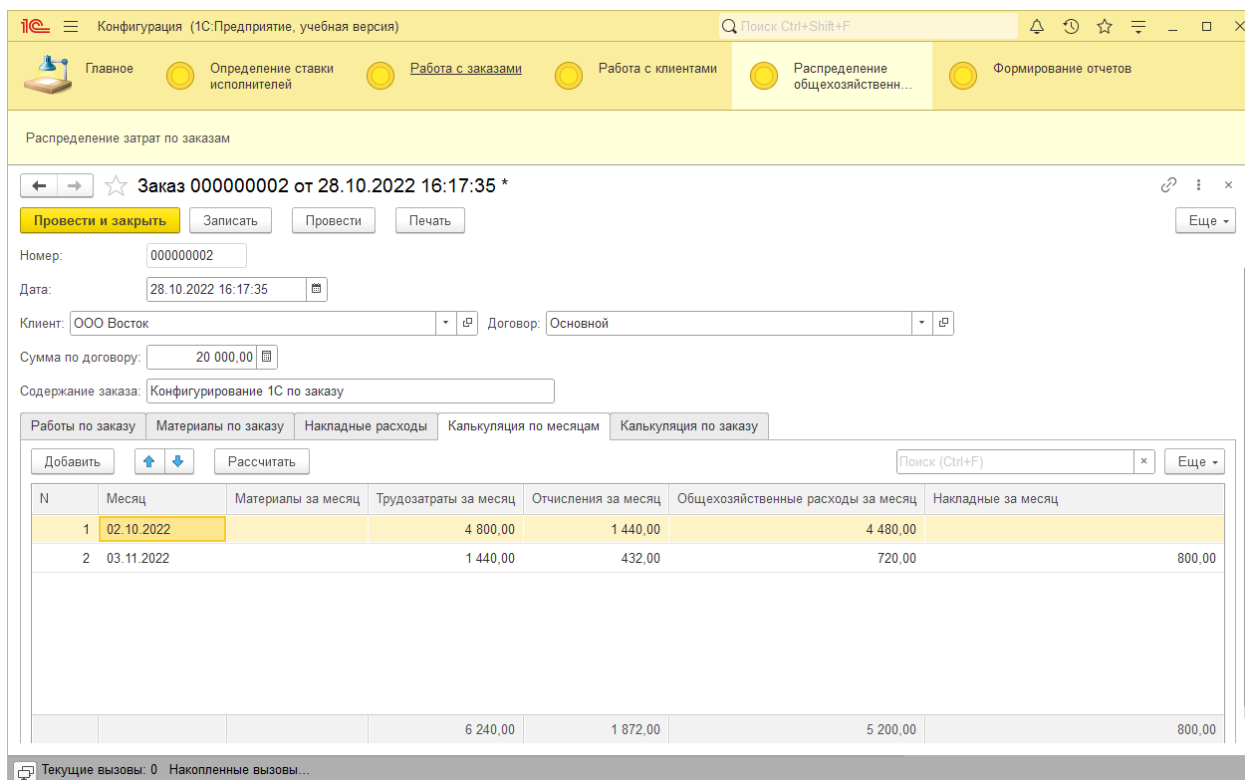 1С Конфигурация (1С:Предприятие, учебная версия) Поиск Ctrl+Shift+F
Главное Определение ставки исполнителей Работа с заказами Работа с клиентами Распределение общехозяйственн... Формирование отчетов
Распределение затрат по заказам
Заказ 000000002 от 28.10.2022 16:17:35 *
Провести и закрыть Записать Провести Печать Еще
Номер: 000000002
Дата: 28.10.2022 16:17:35
Клиент: ООО Восток Договор: Основной
Сумма по договору: 20 000,00
Содержание заказа: Конфигурирование 1С по заказу
Работы по заказу Материалы по заказу Накладные расходы Калькуляция по месяцам Калькуляция по заказу
Добавить Рассчитать Поиск (Ctrl+F) × Еще
N Месяц Материалы за месяц Трудозатраты за месяц Отчисления за месяц Общехозяйственные расходы за месяц Накладные за месяц
1 02.10.2022 4 800,00 1 440,00 4 480,00
2 03.11.2022 1 440,00 432,00 720,00 800,00
6 240,00 1 872,00 5 200,00 800,00
Текущие вызовы: 0 Накопленные вызовы...